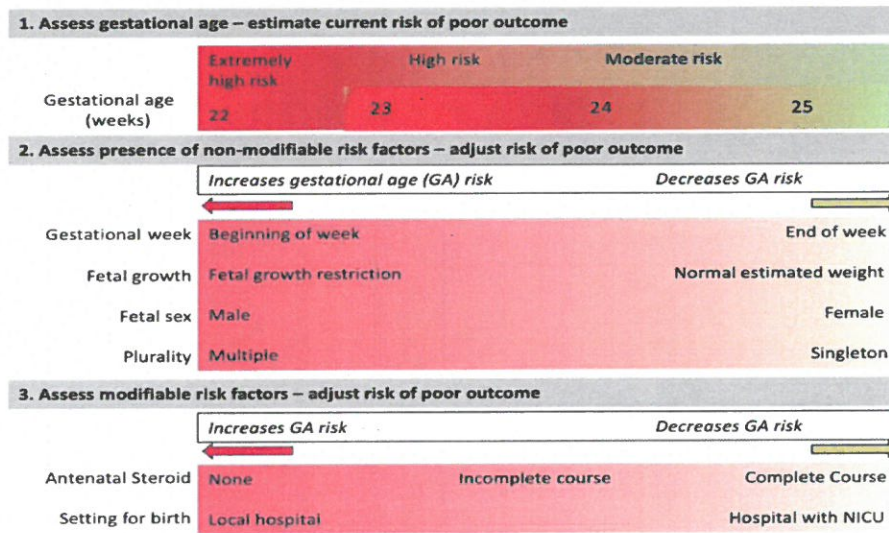 1. Assess gestational age – estimate current risk of poor outcome
Extremely high risk
High risk
Moderate risk
Gestational age (weeks)
22
23
24
25
2. Assess presence of non-modifiable risk factors – adjust risk of poor outcome
Increases gestational age (GA) risk
Decreases GA risk
Gestational week
Beginning of week
End of week
Fetal growth
Fetal growth restriction
Normal estimated weight
Fetal sex
Male
Female
Plurality
Multiple
Singleton
3. Assess modifiable risk factors – adjust risk of poor outcome
Increases GA risk
Decreases GA risk
Antenatal Steroid
None
Incomplete course
Complete Course
Setting for birth
Local hospital
Hospital with NICU